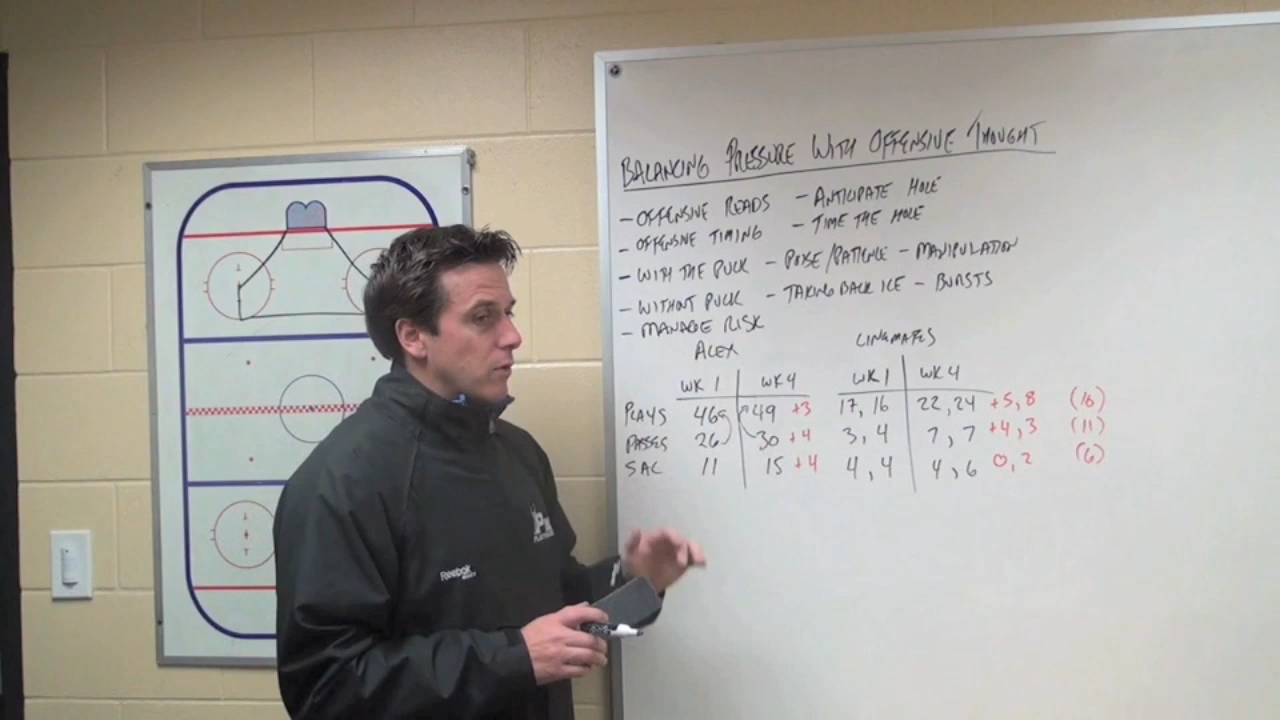 BALANCING PRESSURE WITH OFFENSIVE THOUGHT
- OFFENSIVE READS - ANTICIPATE HOLE
- OFFENSIVE TIMING - TIME THE HOLE
- WITH THE PUCK - POISE/PATIENCE - MANIPULATION
- WITHOUT PUCK - TAKING BACK ICE - BURSTS
- MANAGE RISK
ALEX LINEMATES
WK 1 WK 4 WK 1 WK 4
PLAYS 46 49 +3 17, 16 22, 24 +5, 8 (16)
PASSES 26 30 +4 3, 4 7, 7 +4, 3 (11)
SAC 11 15 +4 4, 4 4, 6 0, 2 (6)
Reebok